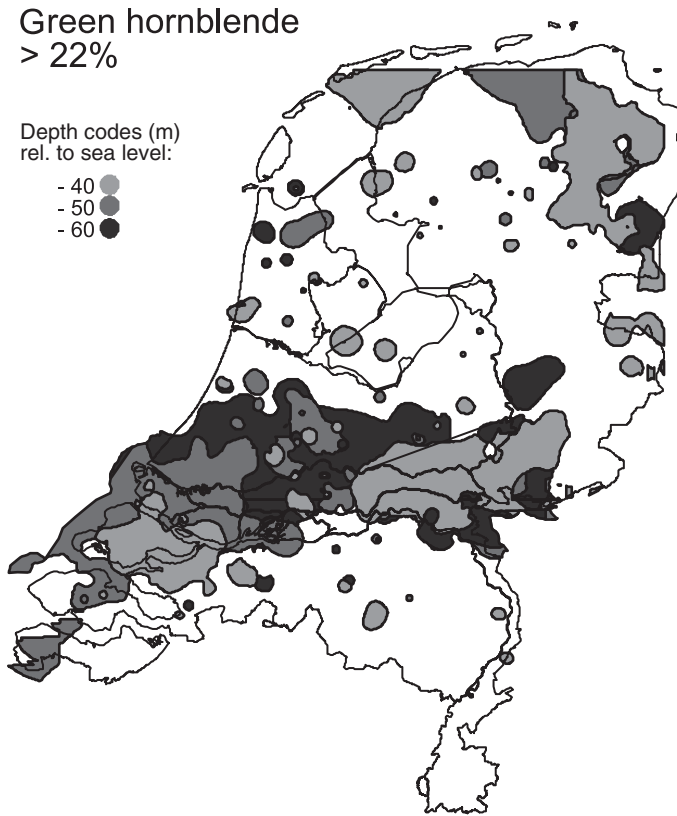 Green hornblende
> 22%
Depth codes (m)
rel. to sea level:
- 40
- 50
- 60